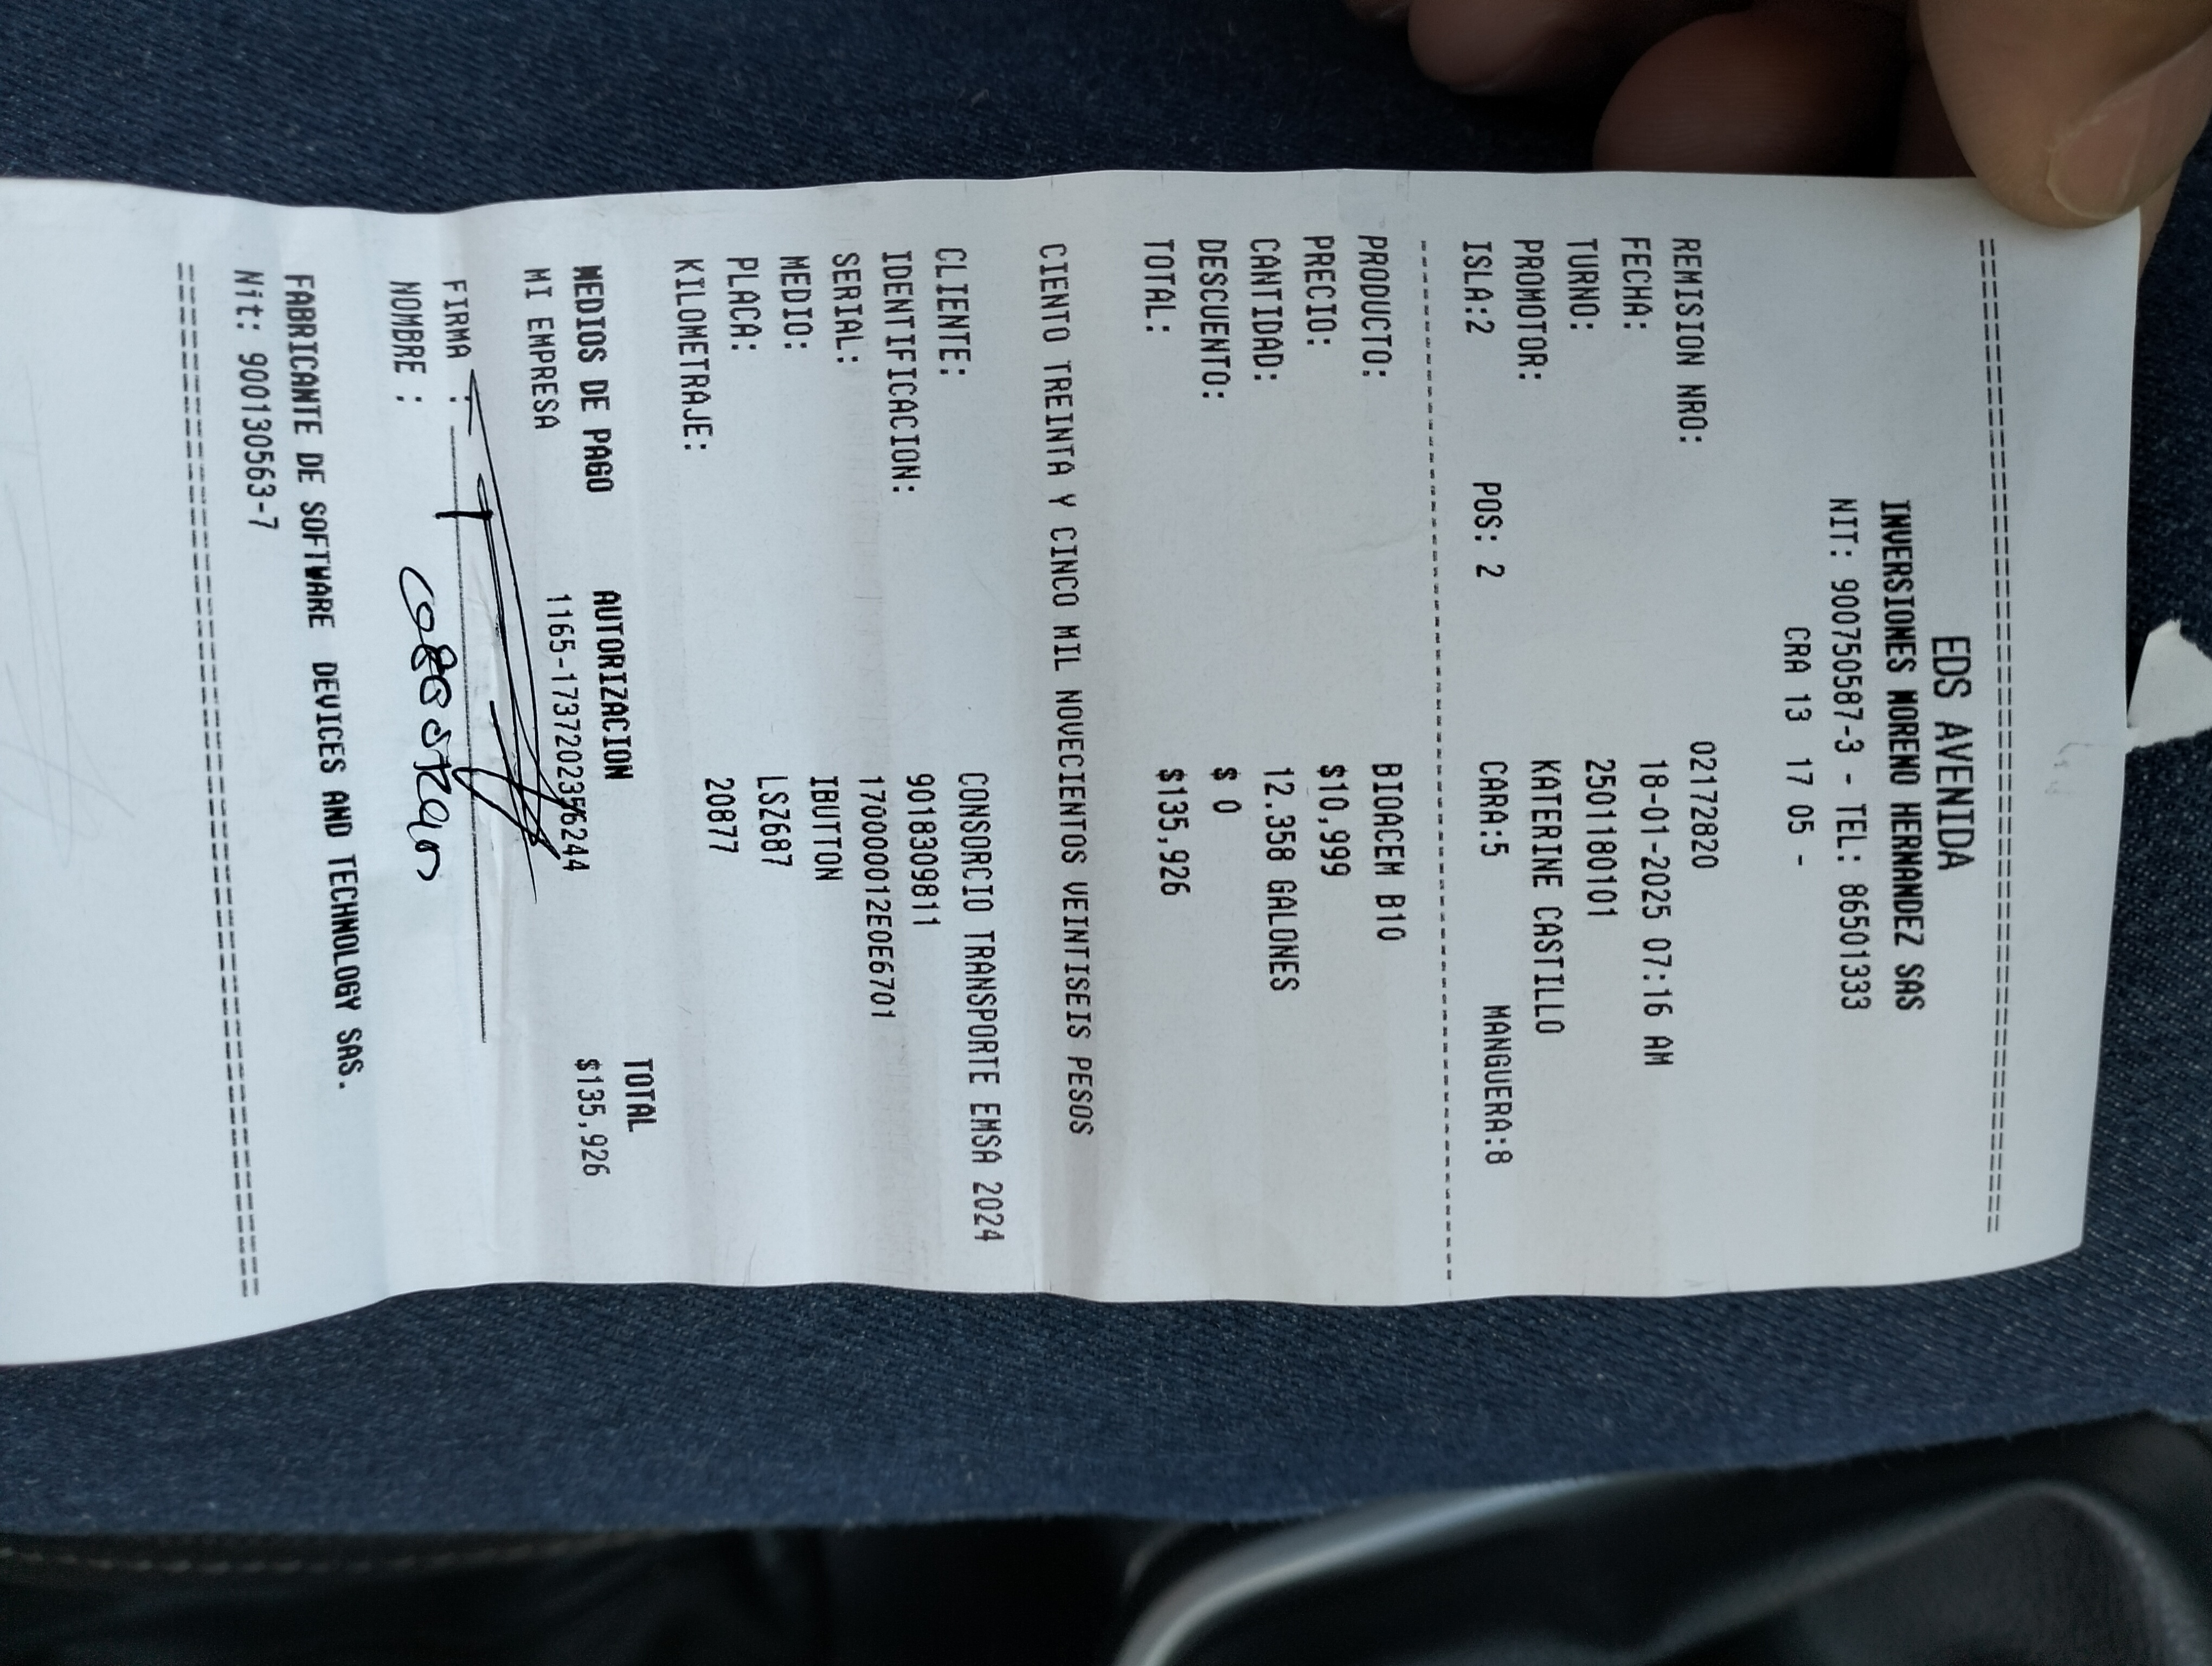 ================================================
EDS AVENIDA
INVERSIONES MORENO HERNANDEZ SAS
NIT: 900750587-3 - TEL: 86501333
CRA 13 17 05 -
REMISION NRO: 02172820
FECHA: 18-01-2025 07:16 AM
TURNO: 2501180101
PROMOTOR: KATERINE CASTILLO
ISLA:2 POS: 2 CARA:5 MANGUERA:8
------------------------------------------------
PRODUCTO: BIOACEM B10
PRECIO: $10,999
CANTIDAD: 12.358 GALONES
DESCUENTO: $ 0
TOTAL: $135,926
CIENTO TREINTA Y CINCO MIL NOVECIENTOS VEINTISEIS PESOS
CLIENTE: CONSORCIO TRANSPORTE EMSA 2024
IDENTIFICACION: 9018309811
SERIAL: 1700000012E0E6701
MEDIO: IBUTTON
PLACA: LSZ687
KILOMETRAJE: 20877
MEDIOS DE PAGO AUTORIZACION TOTAL
MI EMPRESA 1165-1737202356244 $135,926
FIRMA :
NOMBRE :
FABRICANTE DE SOFTWARE DEVICES AND TECHNOLOGY SAS.
Nit: 900130563-7
================================================